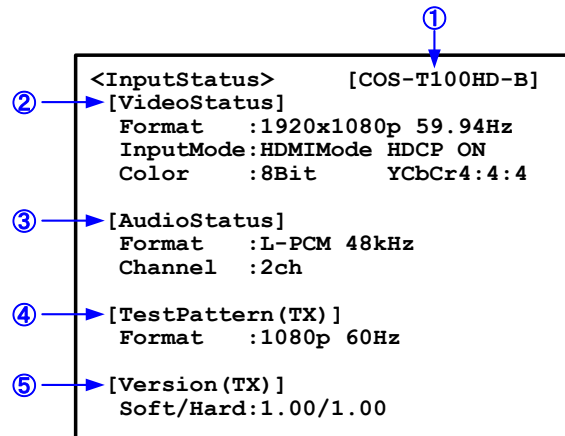 ①
<InputStatus> [COS-T100HD-B]
② [VideoStatus]
Format :1920x1080p 59.94Hz
InputMode:HDMIMode HDCP ON
Color :8Bit YCbCr4:4:4
③ [AudioStatus]
Format :L-PCM 48kHz
Channel :2ch
④ [TestPattern(TX)]
Format :1080p 60Hz
⑤ [Version(TX)]
Soft/Hard:1.00/1.00